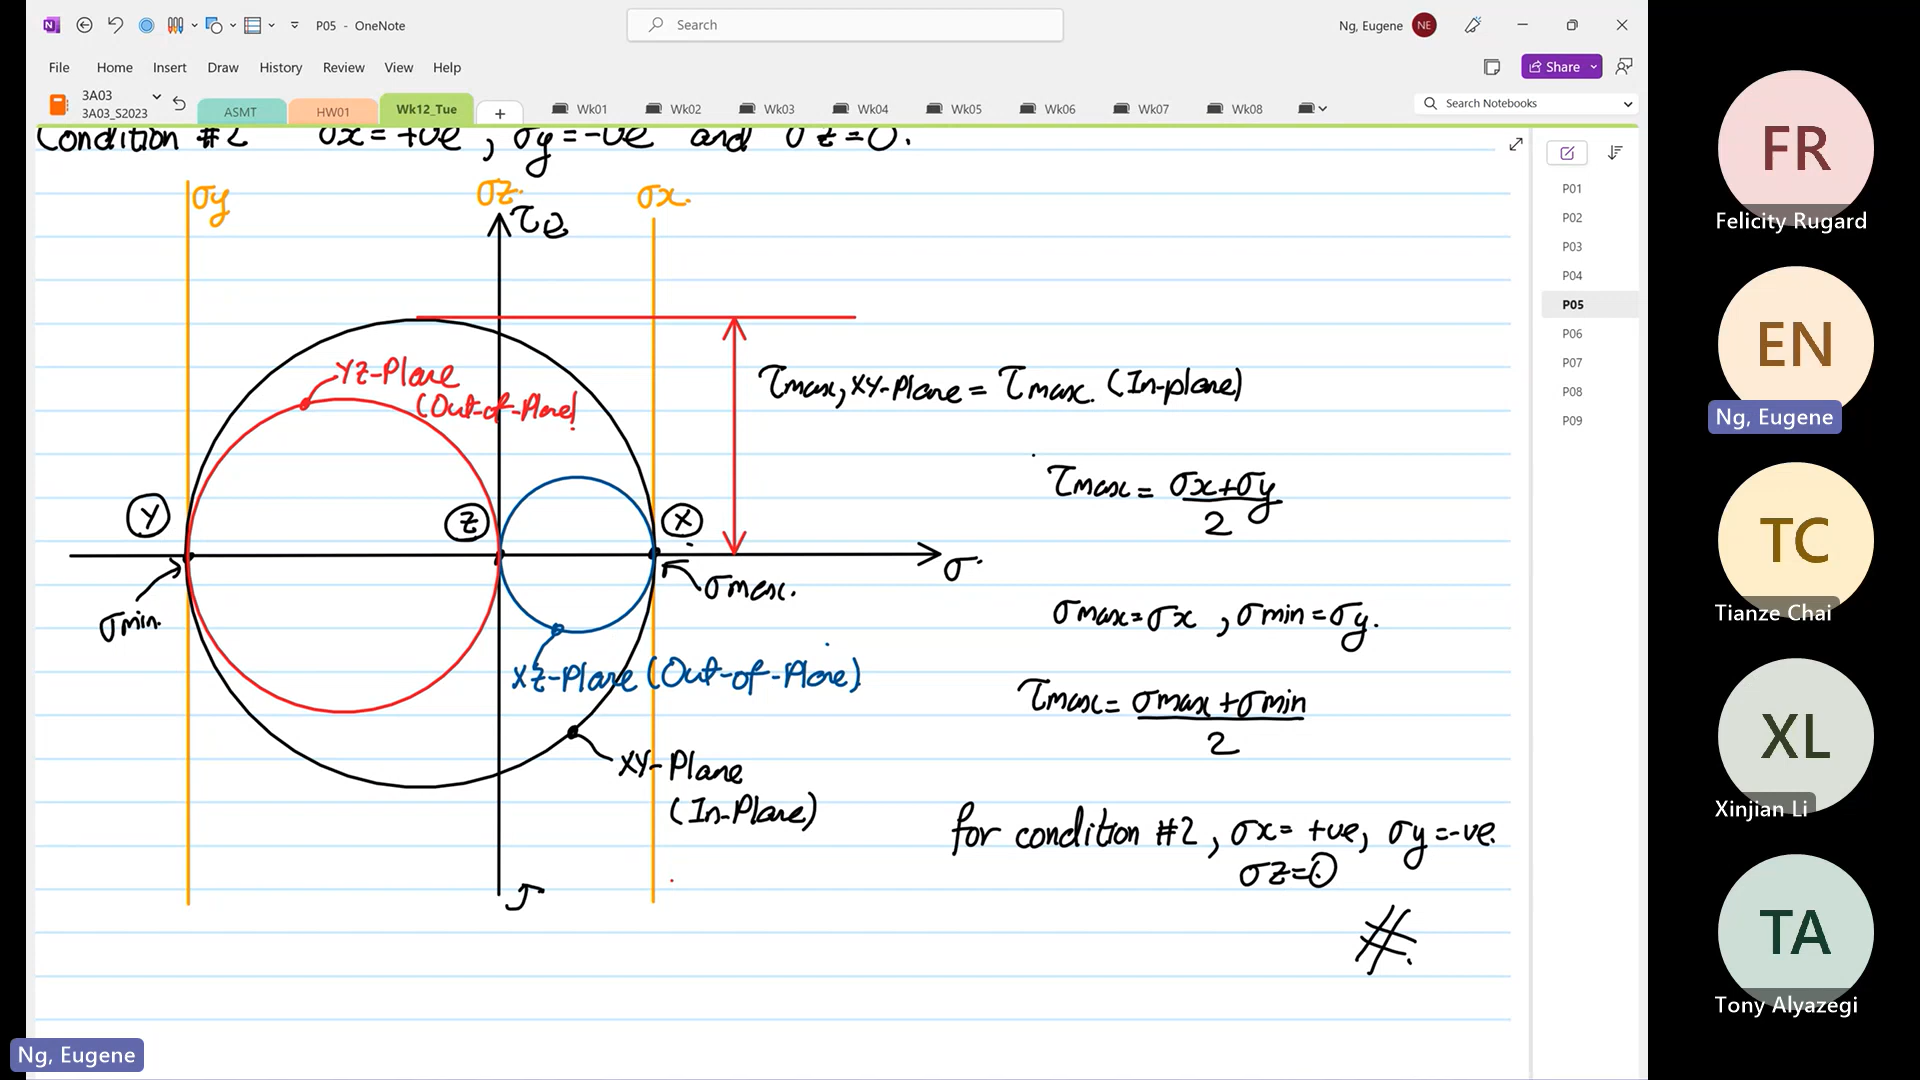 P05 - OneNote
Search
Ng, Eugene
NE
File Home Insert Draw History Review View Help
Share
3A03
3A03_S2023
ASMT
HW01
Wk12_Tue
+
Wk01
Wk02
Wk03
Wk04
Wk05
Wk06
Wk07
Wk08
Search Notebooks
Condition #2 σx = +ve, σy = -ve and σz = 0.
σy
σz.
σx.
τ
YZ-Plane
(Out-of-Plane)
τmax, XY-Plane = τmax. (In-plane)
τmax = σx+σy
2
Y
Z
X
σ.
σmin.
σmax.
σmax = σx , σmin = σy.
XZ-Plane (Out-of-Plane)
τmax = σmax + σmin
2
XY-Plane
(In-Plane)
for condition #2, σx = +ve, σy = -ve.
σz = 0
#.
P01
P02
P03
P04
P05
P06
P07
P08
P09
FR
Felicity Rugard
EN
Ng, Eugene
TC
Tianze Chai
XL
Xinjian Li
TA
Tony Alyazegi
Ng, Eugene